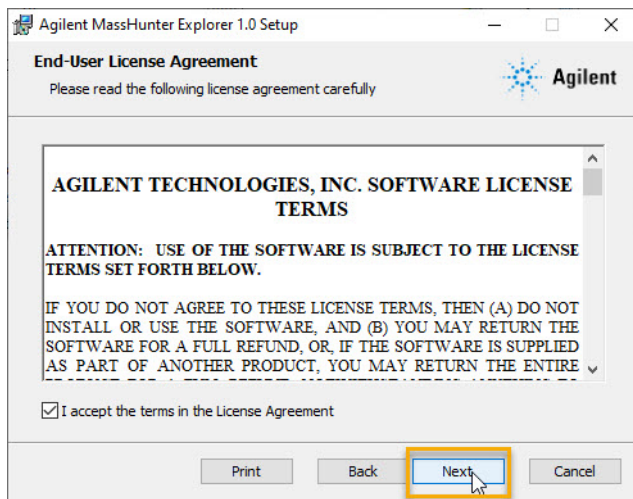 Agilent MassHunter Explorer 1.0 Setup
End-User License Agreement
Please read the following license agreement carefully
Agilent
AGILENT TECHNOLOGIES, INC. SOFTWARE LICENSE
TERMS
ATTENTION: USE OF THE SOFTWARE IS SUBJECT TO THE LICENSE
TERMS SET FORTH BELOW.
IF YOU DO NOT AGREE TO THESE LICENSE TERMS, THEN (A) DO NOT
INSTALL OR USE THE SOFTWARE, AND (B) YOU MAY RETURN THE
SOFTWARE FOR A FULL REFUND, OR, IF THE SOFTWARE IS SUPPLIED
AS PART OF ANOTHER PRODUCT, YOU MAY RETURN THE ENTIRE
I accept the terms in the License Agreement
Print
Back
Next
Cancel